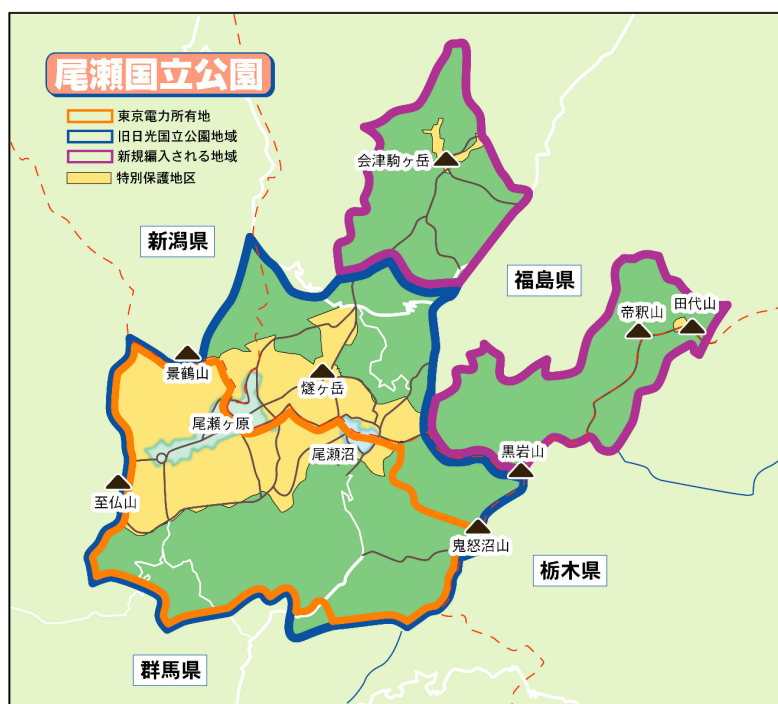 尾瀬国立公園
東京電力所有地
旧日光国立公園地域
新規編入される地域
特別保護地区
会津駒ヶ岳
新潟県
福島県
田代山
帝釈山
景鶴山
燧ヶ岳
尾瀬ヶ原
尾瀬沼
黒岩山
至仏山
鬼怒沼山
栃木県
群馬県